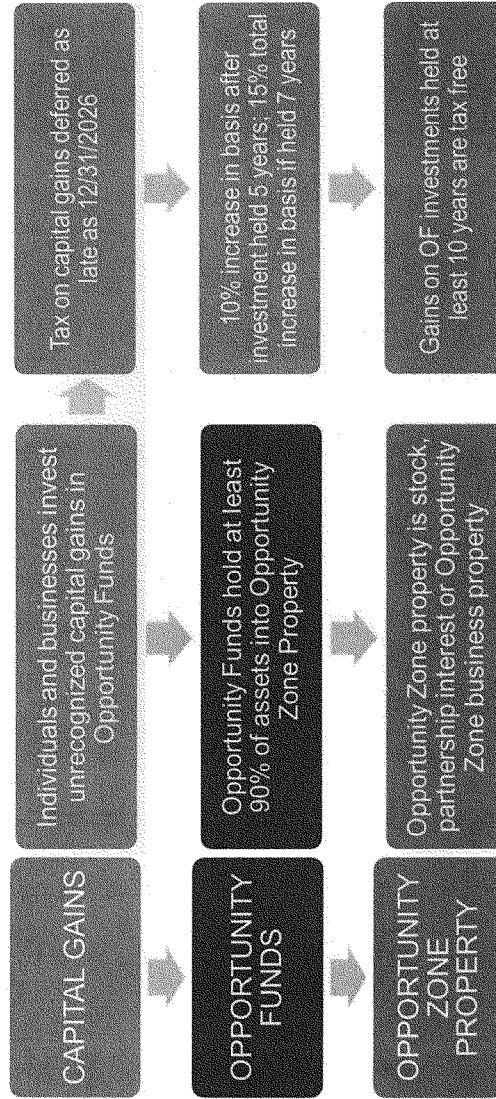 CAPITAL GAINS
Individuals and businesses invest
unrecognized capital gains in
Opportunity Funds
Tax on capital gains deferred as
late as 12/31/2026
OPPORTUNITY
FUNDS
Opportunity Funds hold at least
90% of assets into Opportunity
Zone Property
10% increase in basis after
investment held 5 years; 15% total
increase in basis if held 7 years
OPPORTUNITY
ZONE
PROPERTY
Opportunity Zone property is stock,
partnership interest or Opportunity
Zone business property
Gains on OF investments held at
least 10 years are tax free